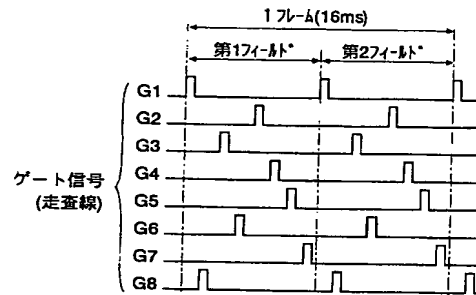 1 フレーム(16ms)
第1フィールド
第2フィールド
G1
G2
G3
G4
G5
G6
G7
G8
ゲート信号
(走査線)